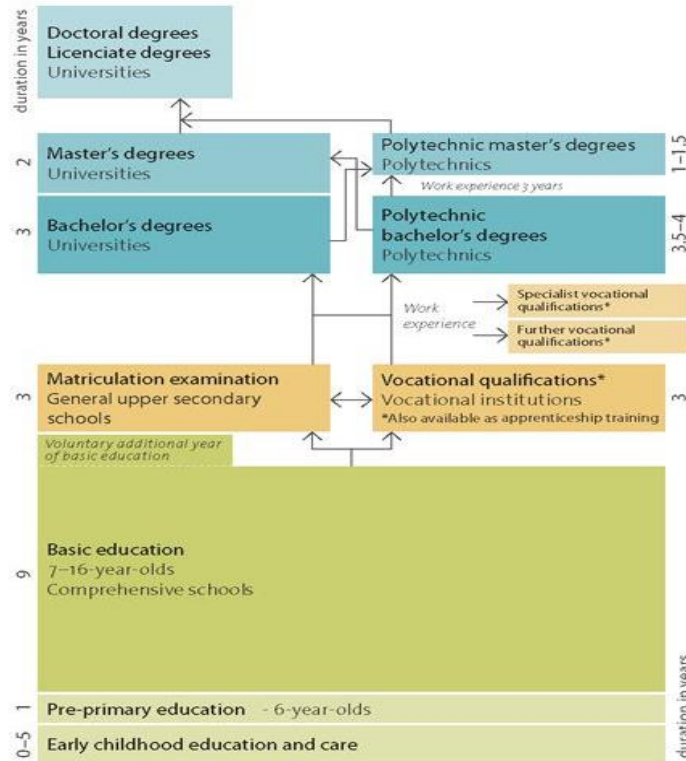 duration in years
Doctoral degrees
Licenciate degrees
Universities
2
Master's degrees
Universities
Polytechnic master's degrees
Polytechnics
1–1,5
Work experience 3 years
3
Bachelor's degrees
Universities
Polytechnic
bachelor's degrees
Polytechnics
3,5–4
Work
experience
Specialist vocational
qualifications*
Further vocational
qualifications*
3
Matriculation examination
General upper secondary
schools
Vocational qualifications*
Vocational institutions
*Also available as apprenticeship training
3
Voluntary additional year
of basic education
9
Basic education
7–16-year-olds
Comprehensive schools
1
Pre-primary education - 6-year-olds
0–5
Early childhood education and care
duration in years